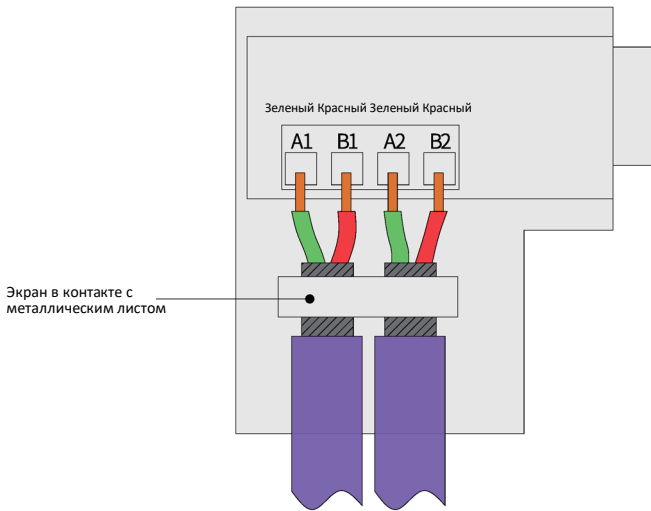 Зеленый Красный Зеленый Красный
A1 B1 A2 B2
Экран в контакте с
металлическим листом